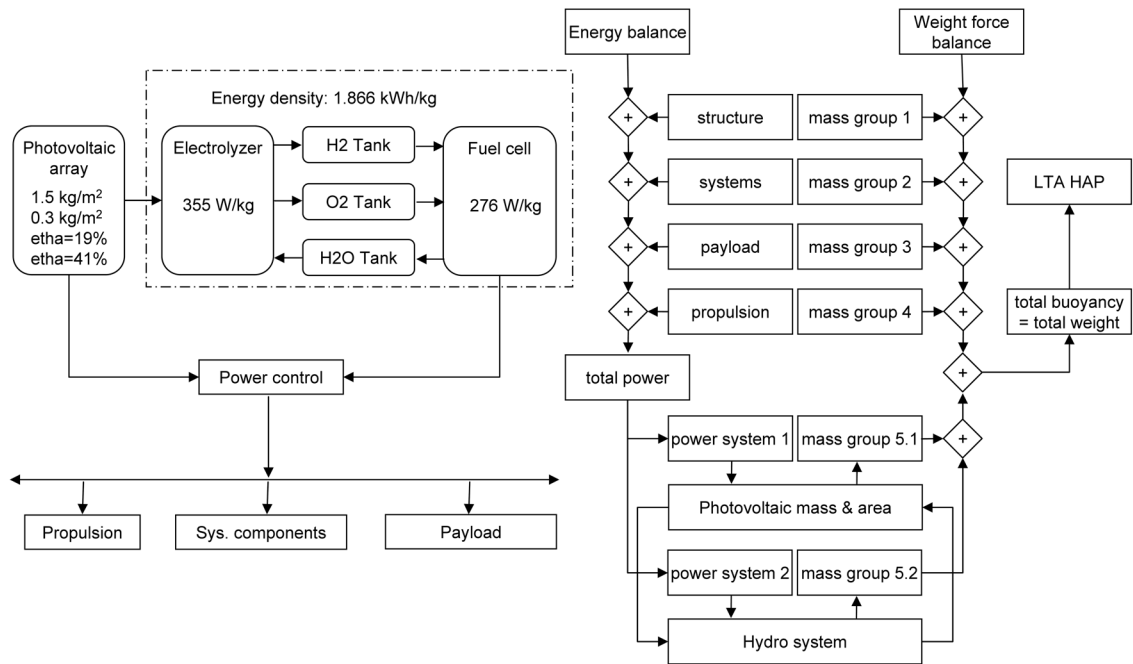 Energy density: 1.866 kWh/kg
Photovoltaic
array
1.5 kg/m²
0.3 kg/m²
etha=19%
etha=41%
Electrolyzer
355 W/kg
H2 Tank
O2 Tank
H2O Tank
Fuel cell
276 W/kg
Power control
Propulsion
Sys. components
Payload
Energy balance
Weight force
balance
+
structure
mass group 1
+
+
systems
mass group 2
+
+
payload
mass group 3
+
+
propulsion
mass group 4
+
total power
+
power system 1
mass group 5.1
+
Photovoltaic mass & area
power system 2
mass group 5.2
Hydro system
LTA HAP
total buoyancy
= total weight